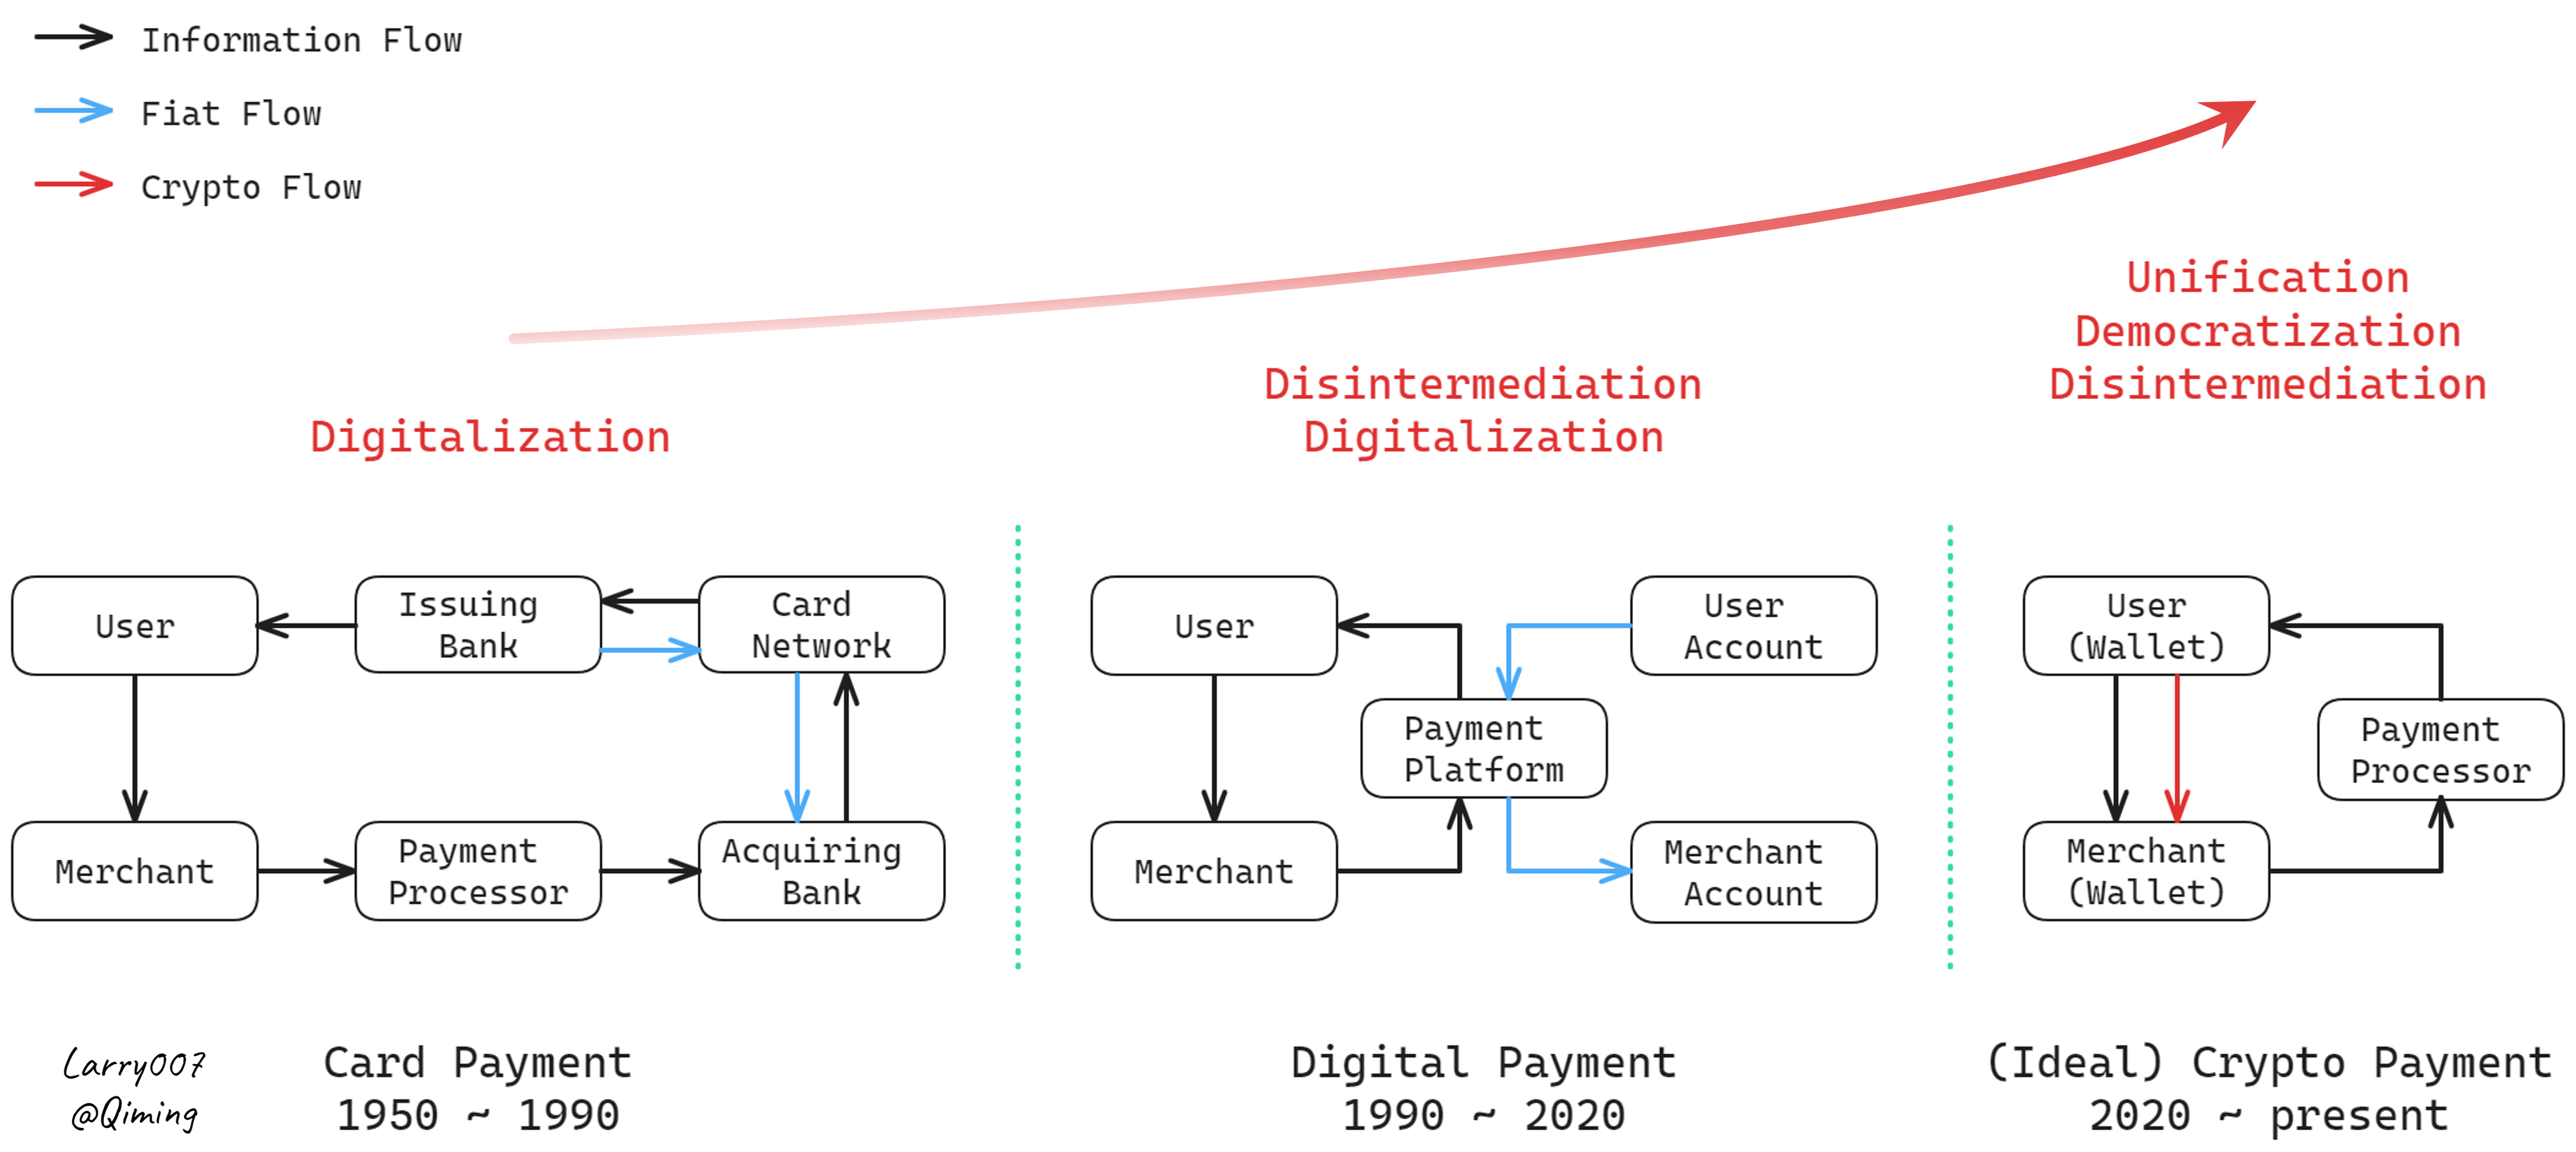 Information Flow
Fiat Flow
Crypto Flow
Digitalization
Disintermediation
Digitalization
Unification
Democratization
Disintermediation
User
Issuing
Bank
Card
Network
Merchant
Payment
Processor
Acquiring
Bank
User
User
Account
Payment
Platform
Merchant
Merchant
Account
User
(Wallet)
Payment
Processor
Merchant
(Wallet)
Larry007
@Qiming
Card Payment
1950 ~ 1990
Digital Payment
1990 ~ 2020
(Ideal) Crypto Payment
2020 ~ present